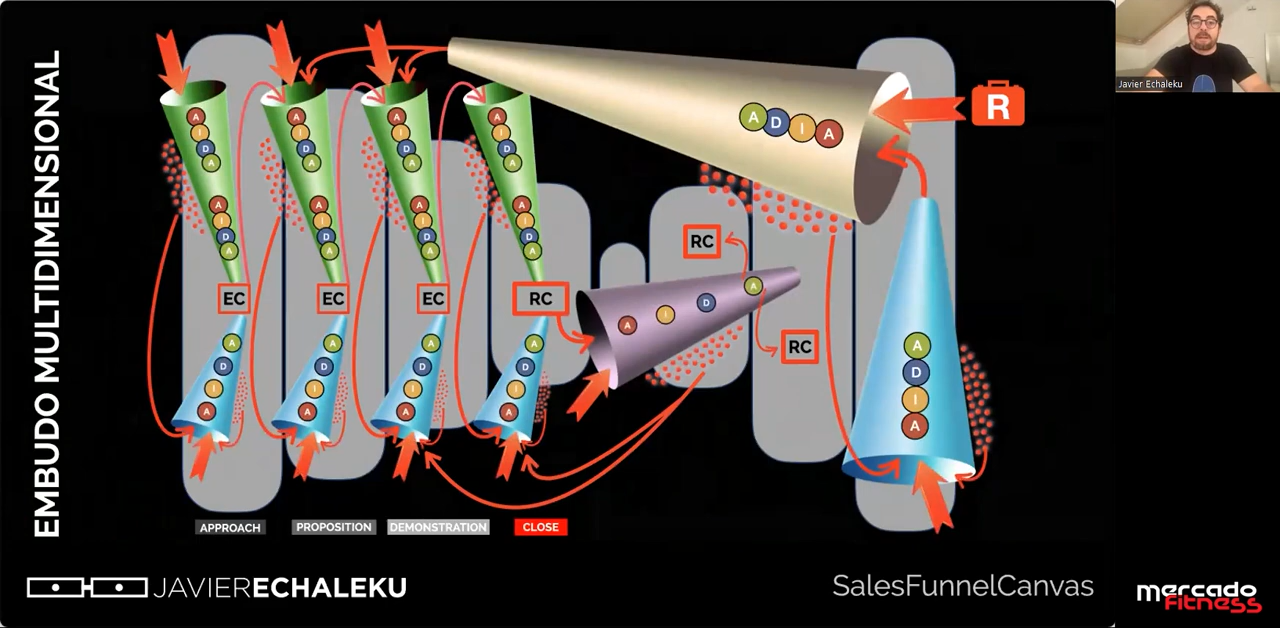 EMBUDO MULTIDIMENSIONAL
A
I
D
A
A
I
D
A
A
I
D
A
A
I
D
A
A
I
D
A
A
I
D
A
A
I
D
A
A
I
D
A
A
D
I
A
R
EC
EC
EC
RC
RC
RC
A
I
D
A
A
D
I
A
A
D
I
A
A
D
I
A
A
D
I
A
A
D
I
A
APPROACH
PROPOSITION
DEMONSTRATION
CLOSE
JAVIERECHALEKU
SalesFunnelCanvas
Javier Echaleku
mercado
fitness